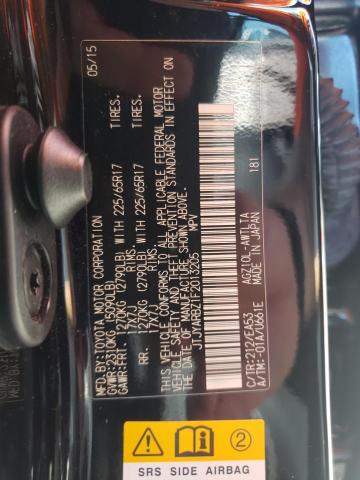 MFD.BY:TOYOTA MOTOR CORPORATION 05/15
GVWR: KG (5090LB)
GAWR:FRT. 1270KG (2790LB) WITH 225/65R17 TIRES.
17X7J RIMS,
RR. 1270KG (2790LB) WITH 225/65R17 TIRES.
17X7J RIMS,
THIS VEHICLE CONFORMS TO ALL APPLICABLE FEDERAL MOTOR
VEHICLE SAFETY AND THEFT PREVENTION STANDARDS IN EFFECT ON
THE DATE OF MANUFACTURE SHOWN ABOVE.
MPV
C/TR:212/EA53 AGZ10L-AWTLTA
A/TM:-01A/U661E MADE IN JAPAN 181
2
SRS SIDE AIRBAG